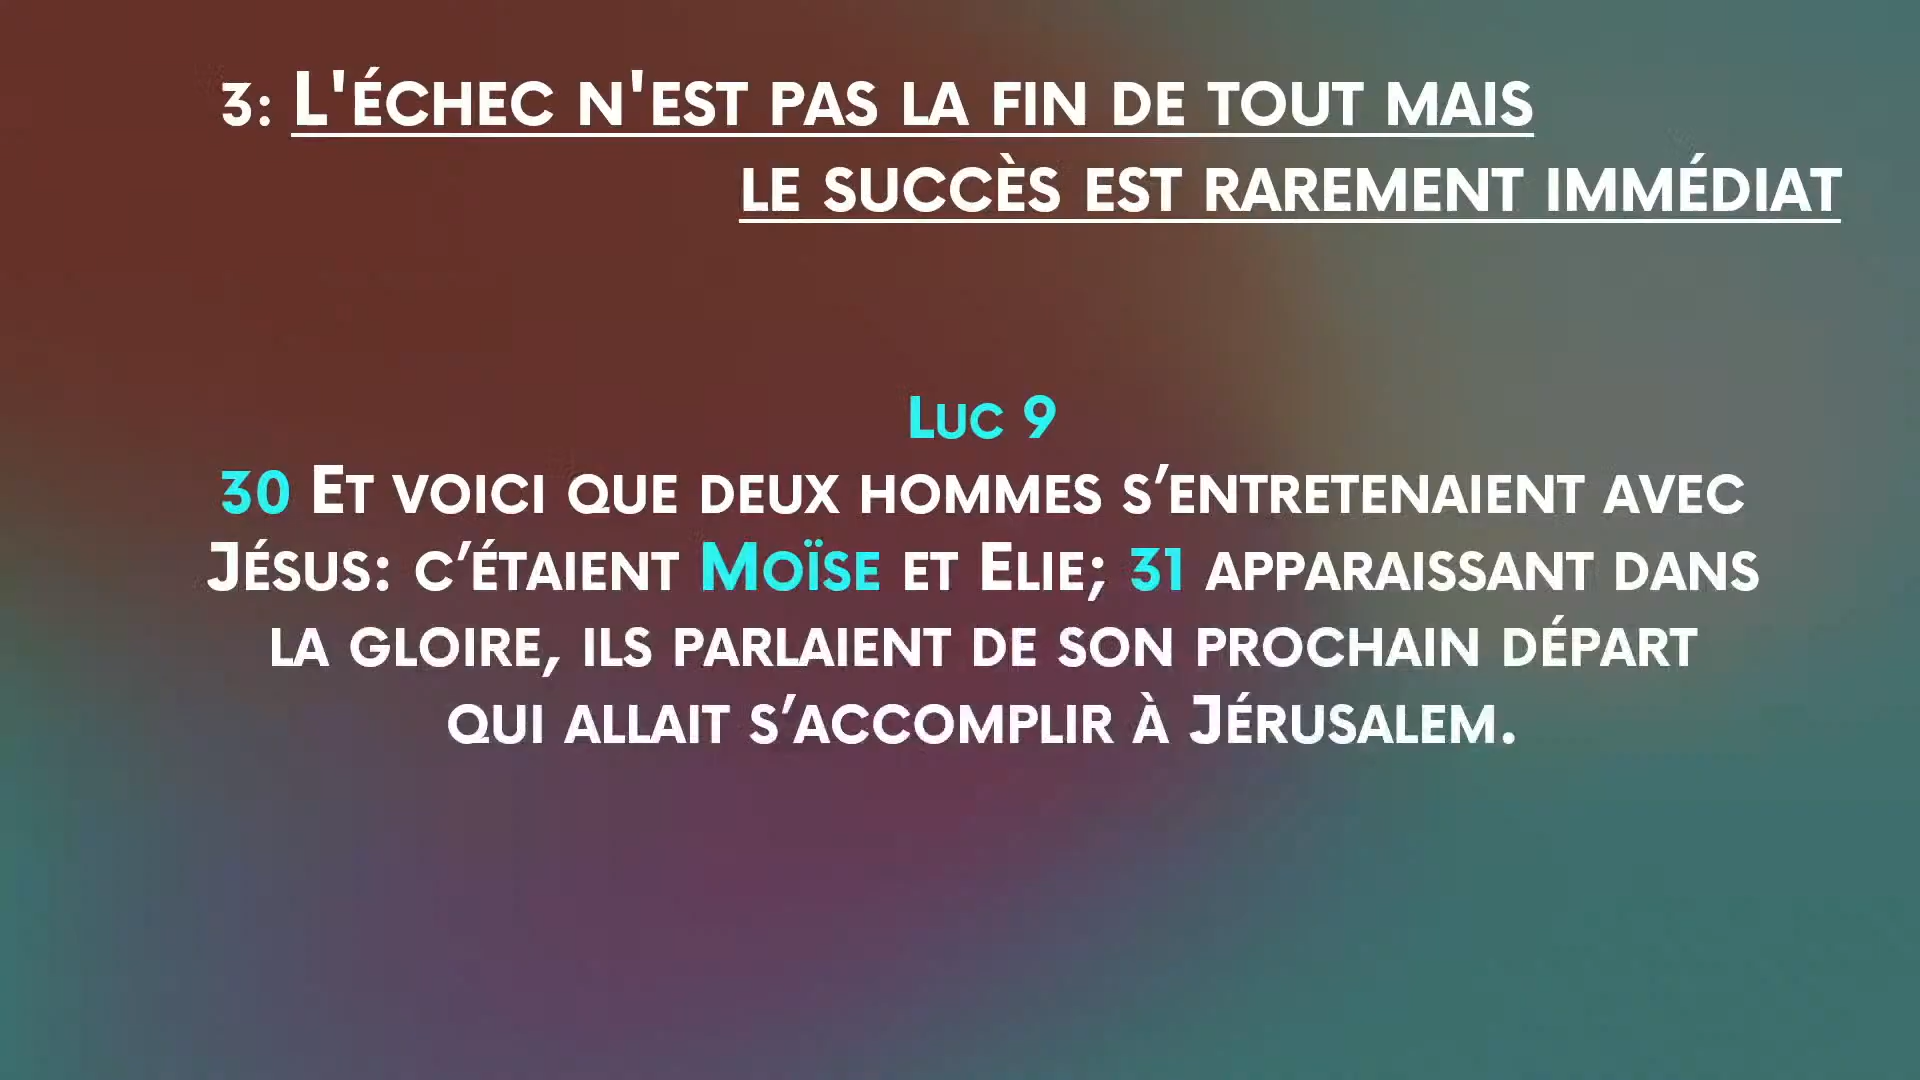 3: L'échec n'est pas la fin de tout mais
le succès est rarement immédiat
Luc 9
30 Et voici que deux hommes s’entretenaient avec
Jésus: c’étaient Moïse et Elie; 31 apparaissant dans
la gloire, ils parlaient de son prochain départ
qui allait s’accomplir à Jérusalem.